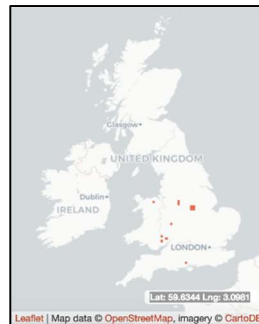 Glasgow
UNITED KINGDOM
Dublin
IRELAND
LONDON
Lat: 59.6344 Lng: 3.0981
Leaflet | Map data © OpenStreetMap, imagery © CartoDB